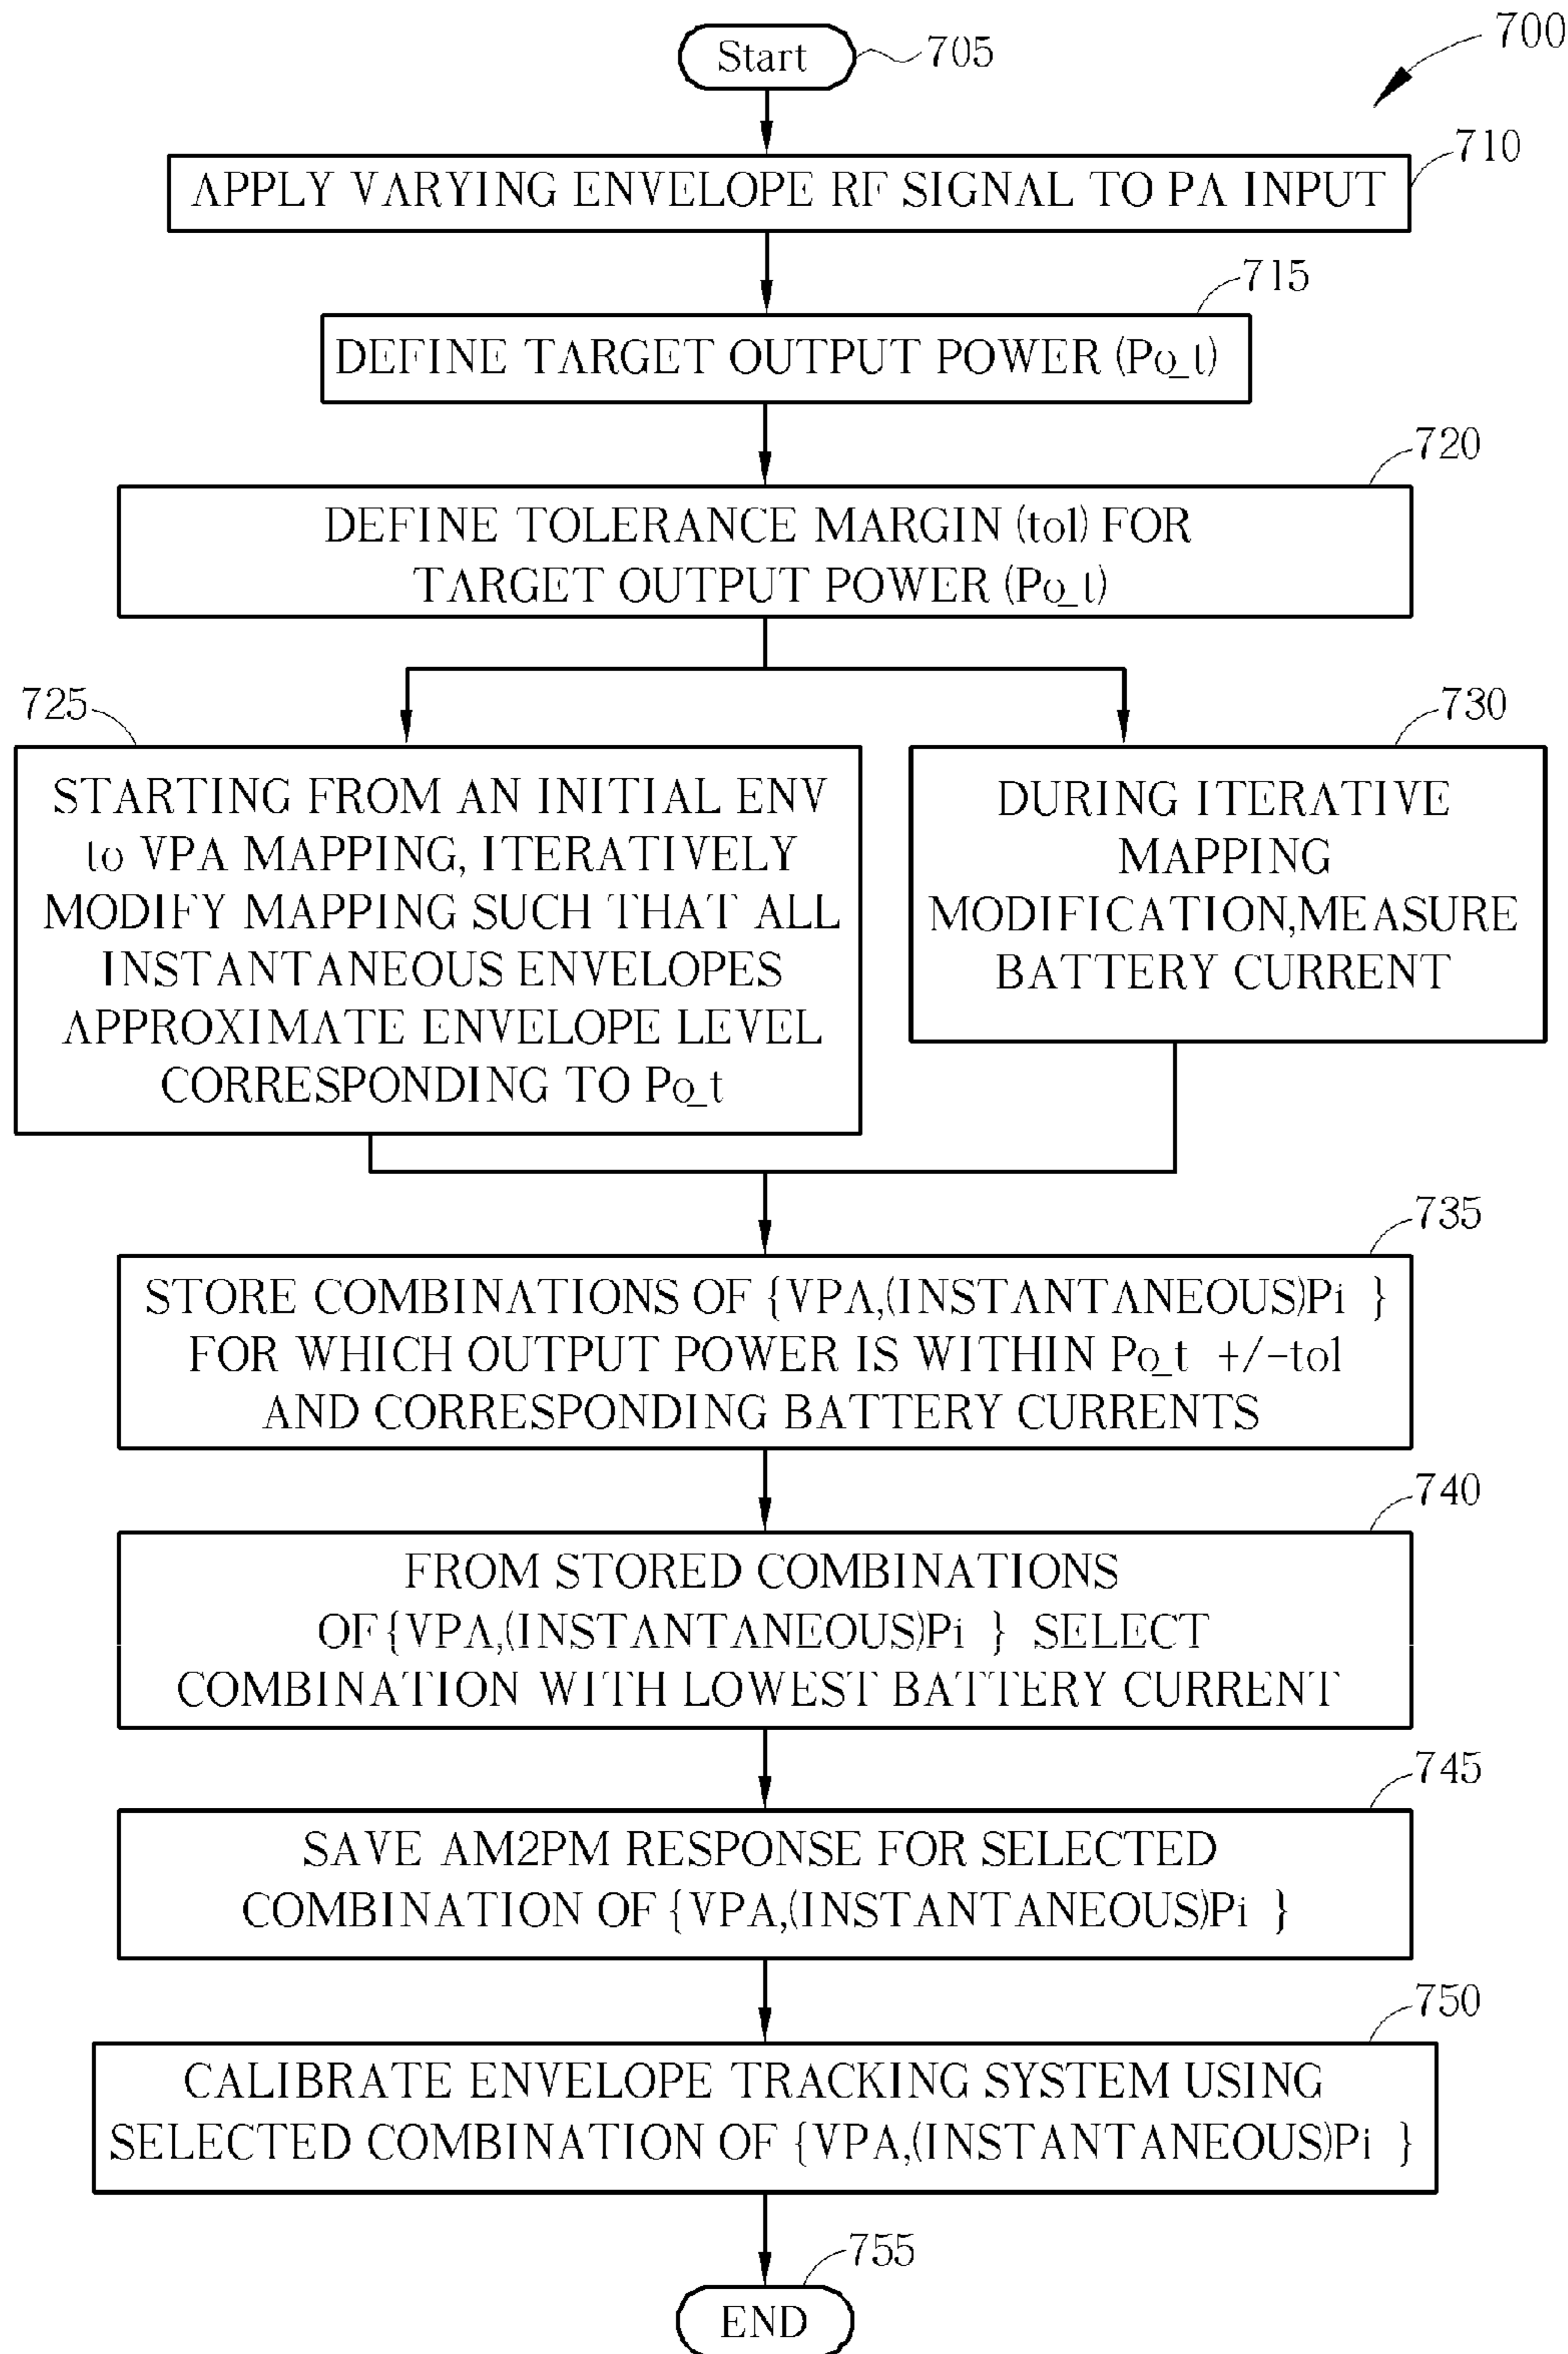 700
Start
705
710
APPLY VARYING ENVELOPE RF SIGNAL TO PA INPUT
715
DEFINE TARGET OUTPUT POWER (Po_t)
720
DEFINE TOLERANCE MARGIN (tol) FOR
TARGET OUTPUT POWER (Po_t)
725
STARTING FROM AN INITIAL ENV
to VPA MAPPING, ITERATIVELY
MODIFY MAPPING SUCH THAT ALL
INSTANTANEOUS ENVELOPES
APPROXIMATE ENVELOPE LEVEL
CORRESPONDING TO Po_t
730
DURING ITERATIVE
MAPPING
MODIFICATION,MEASURE
BATTERY CURRENT
735
STORE COMBINATIONS OF {VPA,(INSTANTANEOUS)Pi }
FOR WHICH OUTPUT POWER IS WITHIN Po_t +/-tol
AND CORRESPONDING BATTERY CURRENTS
740
FROM STORED COMBINATIONS
OF{VPA,(INSTANTANEOUS)Pi } SELECT
COMBINATION WITH LOWEST BATTERY CURRENT
745
SAVE AM2PM RESPONSE FOR SELECTED
COMBINATION OF {VPA,(INSTANTANEOUS)Pi }
750
CALIBRATE ENVELOPE TRACKING SYSTEM USING
SELECTED COMBINATION OF {VPA,(INSTANTANEOUS)Pi }
755
END